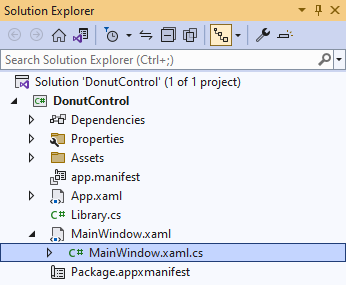 Solution Explorer
Search Solution Explorer (Ctrl+;)
Solution 'DonutControl' (1 of 1 project)
C# DonutControl
Dependencies
Properties
Assets
app.manifest
App.xaml
C# Library.cs
MainWindow.xaml
C# MainWindow.xaml.cs
Package.appxmanifest